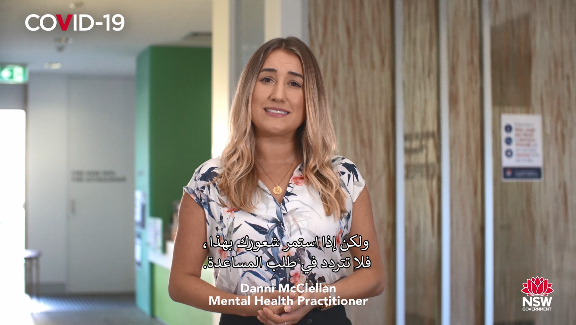 COVID-19
ولكن إذا استمر شعورك بهذا،
فلا تتردد في طلب المساعدة.
Danni McClellan
Mental Health Practitioner
NSW
GOVERNMENT